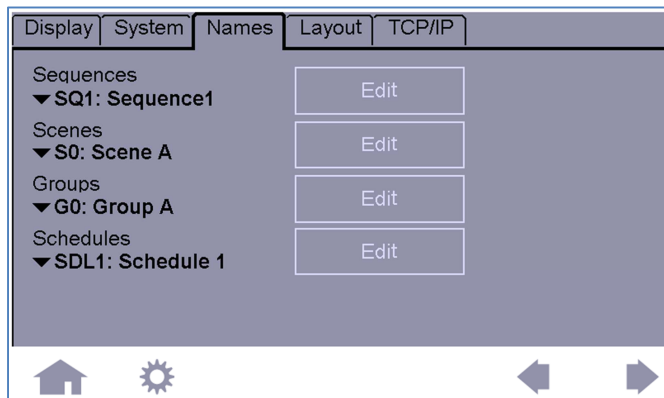 Display System Names Layout TCP/IP
Sequences
SQ1: Sequence1 Edit
Scenes
S0: Scene A Edit
Groups
G0: Group A Edit
Schedules
SDL1: Schedule 1 Edit